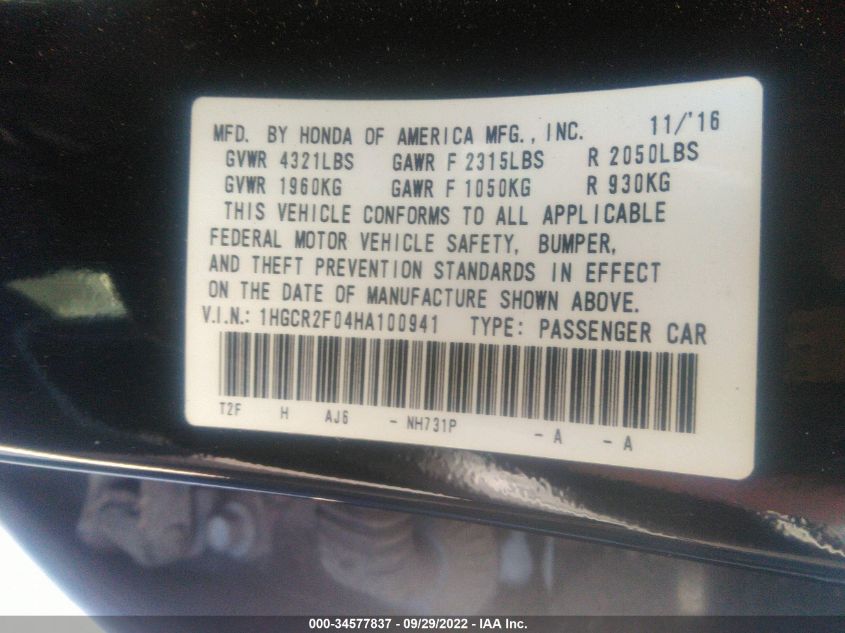 MFD. BY HONDA OF AMERICA MFG., INC. 11/'16
GVWR 4321LBS GAWR F 2315LBS R 2050LBS
GVWR 1960KG GAWR F 1050KG R 930KG
THIS VEHICLE CONFORMS TO ALL APPLICABLE
FEDERAL MOTOR VEHICLE SAFETY, BUMPER,
AND THEFT PREVENTION STANDARDS IN EFFECT
ON THE DATE OF MANUFACTURE SHOWN ABOVE.
V.I.N.: 1HGCR2F04HA100941 TYPE: PASSENGER CAR
T2F H AJ6 - NH731P - A - A
000-34577837 - 09/29/2022 - IAA Inc.